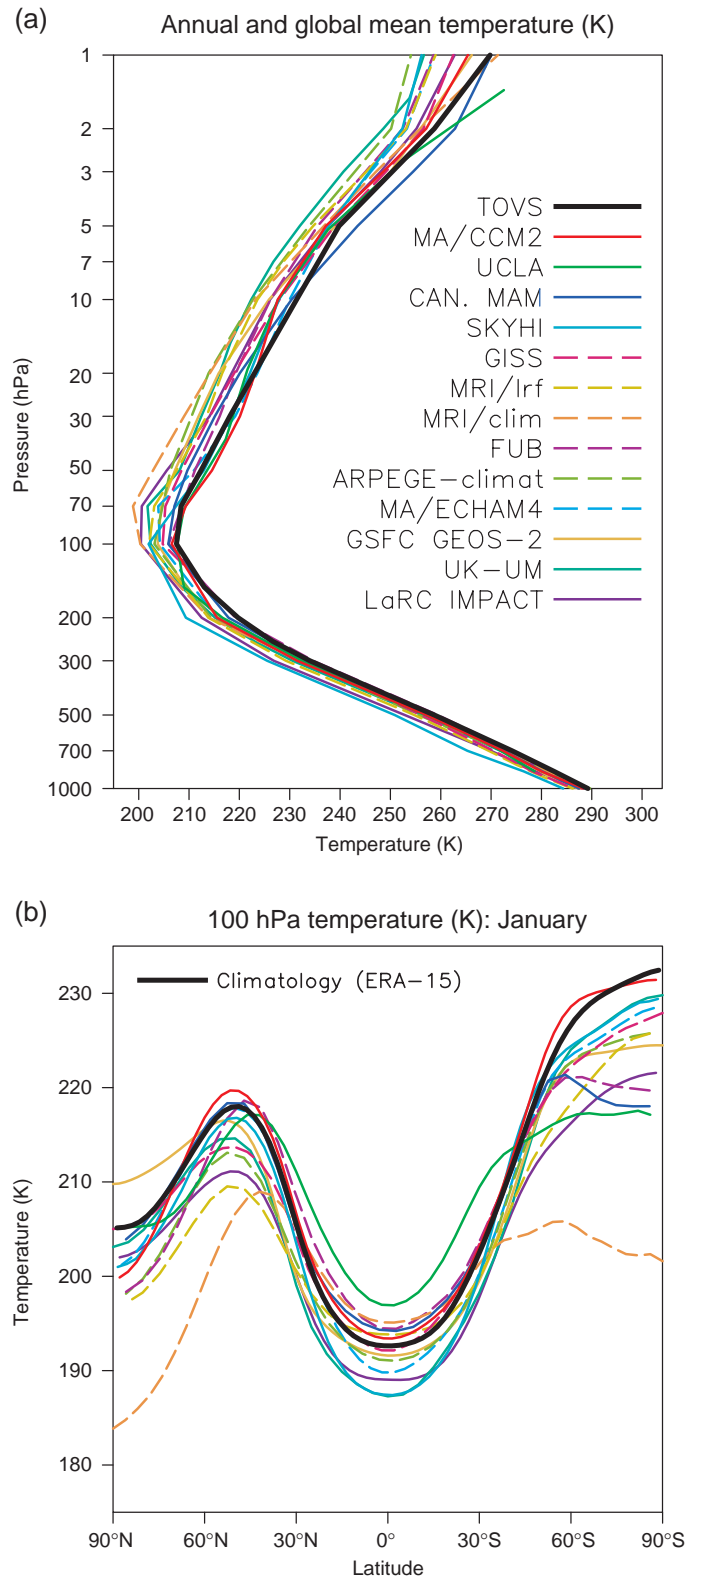 (a)
Annual and global mean temperature (K)
1
2
3
5
7
10
20
30
50
70
100
200
300
500
700
1000
Pressure (hPa)
TOVS
MA/CCM2
UCLA
CAN. MAM
SKYHI
GISS
MRI/lrf
MRI/clim
FUB
ARPEGE-climat
MA/ECHAM4
GSFC GEOS-2
UK-UM
LaRC IMPACT
200 210 220 230 240 250 260 270 280 290 300
Temperature (K)
(b)
100 hPa temperature (K): January
Climatology (ERA-15)
230
220
210
200
190
180
Temperature (K)
90°N 60°N 30°N 0° 30°S 60°S 90°S
Latitude